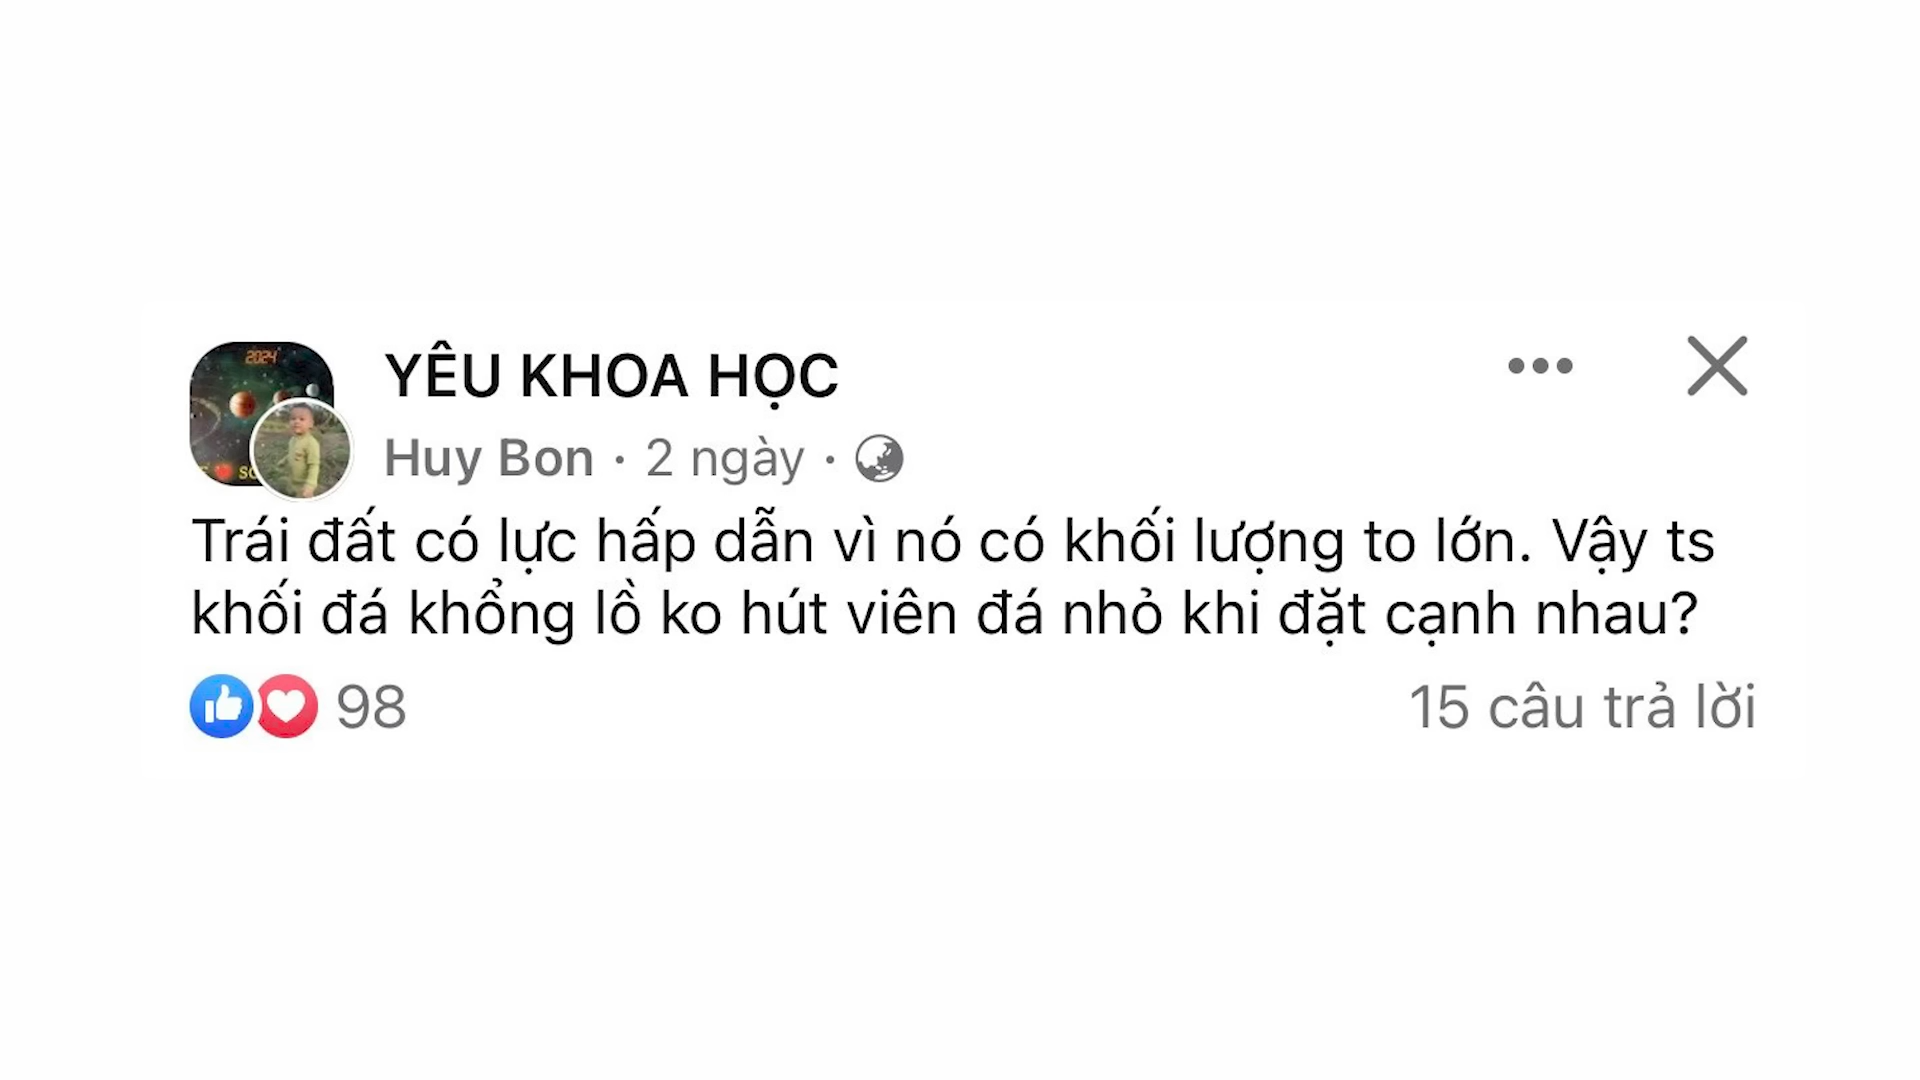 2024
YÊU KHOA HỌC
Huy Bon · 2 ngày ·
Trái đất có lực hấp dẫn vì nó có khối lượng to lớn. Vậy ts
khối đá khổng lồ ko hút viên đá nhỏ khi đặt cạnh nhau?
98
15 câu trả lời